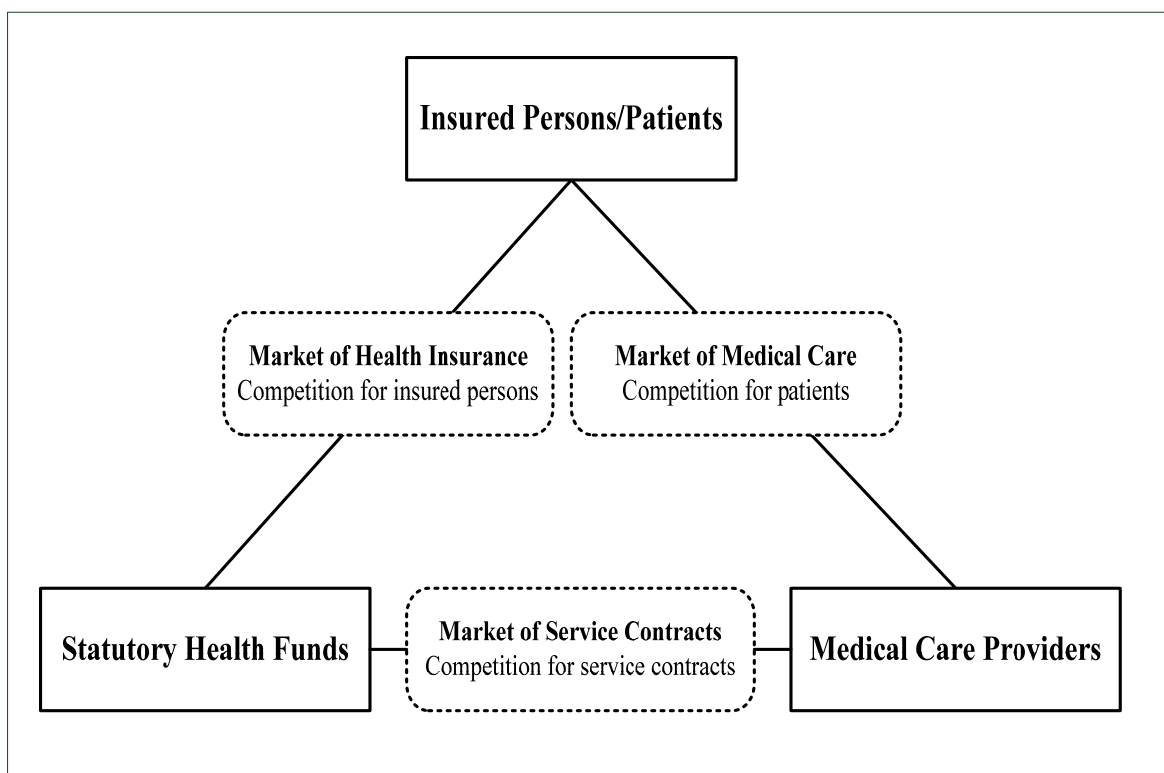 Insured Persons/Patients
Market of Health Insurance
Competition for insured persons
Market of Medical Care
Competition for patients
Statutory Health Funds
Market of Service Contracts
Competition for service contracts
Medical Care Providers